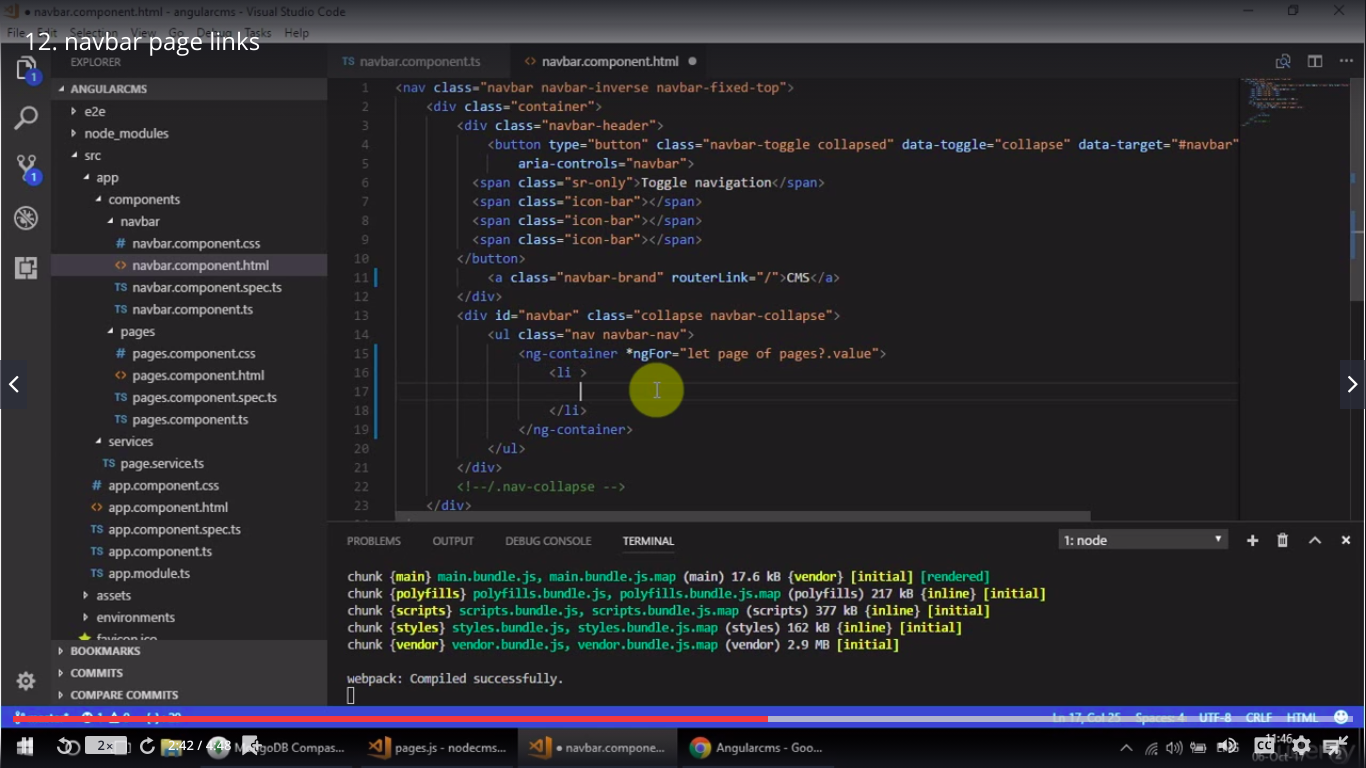 navbar.component.html - angularcms - Visual Studio Code
File Edit Selection View Go Debug Tasks Help
12. navbar page links
EXPLORER
ANGULARCMS
e2e
node_modules
src
app
components
navbar
navbar.component.css
navbar.component.html
navbar.component.spec.ts
navbar.component.ts
pages
pages.component.css
pages.component.html
pages.component.spec.ts
pages.component.ts
services
TS page.service.ts
app.component.css
app.component.html
TS app.component.spec.ts
TS app.component.ts
TS app.module.ts
assets
environments
favicon.ico
BOOKMARKS
COMMITS
COMPARE COMMITS
TS navbar.component.ts <> navbar.component.html
1 <nav class="navbar navbar-inverse navbar-fixed-top">
2 <div class="container">
3 <div class="navbar-header">
4 <button type="button" class="navbar-toggle collapsed" data-toggle="collapse" data-target="#navbar"
5 aria-controls="navbar">
6 <span class="sr-only">Toggle navigation</span>
7 <span class="icon-bar"></span>
8 <span class="icon-bar"></span>
9 <span class="icon-bar"></span>
10 </button>
11 <a class="navbar-brand" routerLink="/">CMS</a>
12 </div>
13 <div id="navbar" class="collapse navbar-collapse">
14 <ul class="nav navbar-nav">
15 <ng-container *ngFor="let page of pages?.value">
16 <li >
17
18 </li>
19 </ng-container>
20 </ul>
21 </div>
22 <!--/.nav-collapse -->
23 </div>
PROBLEMS OUTPUT DEBUG CONSOLE TERMINAL 1: node
chunk {main} main.bundle.js, main.bundle.js.map (main) 17.6 kB {vendor} [initial] [rendered]
chunk {polyfills} polyfills.bundle.js, polyfills.bundle.js.map (polyfills) 217 kB {inline} [initial]
chunk {scripts} scripts.bundle.js, scripts.bundle.js.map (scripts) 377 kB {inline} [initial]
chunk {styles} styles.bundle.js, styles.bundle.js.map (styles) 162 kB {inline} [initial]
chunk {vendor} vendor.bundle.js, vendor.bundle.js.map (vendor) 2.9 MB [initial]
webpack: Compiled successfully.
Ln 17, Col 25 Spaces: 4 UTF-8 CRLF HTML
2x 2:42 / 4:48 MongoDB Compas... pages.js - nodecms... navbar.compone... Angularcms - Goo... CC 11:46
06-Oct-17